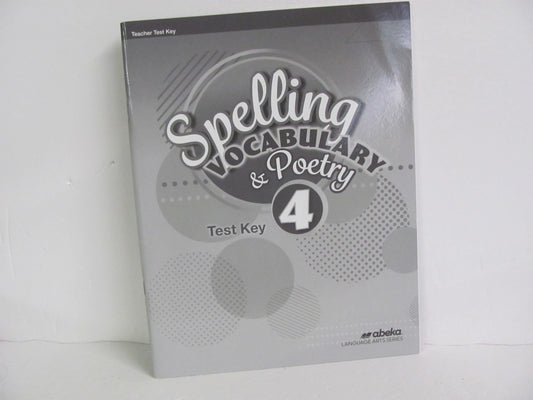 Teacher Test Key
Spelling
VOCABULARY
& Poetry
4
Test Key
abeka
LANGUAGE ARTS SERIES